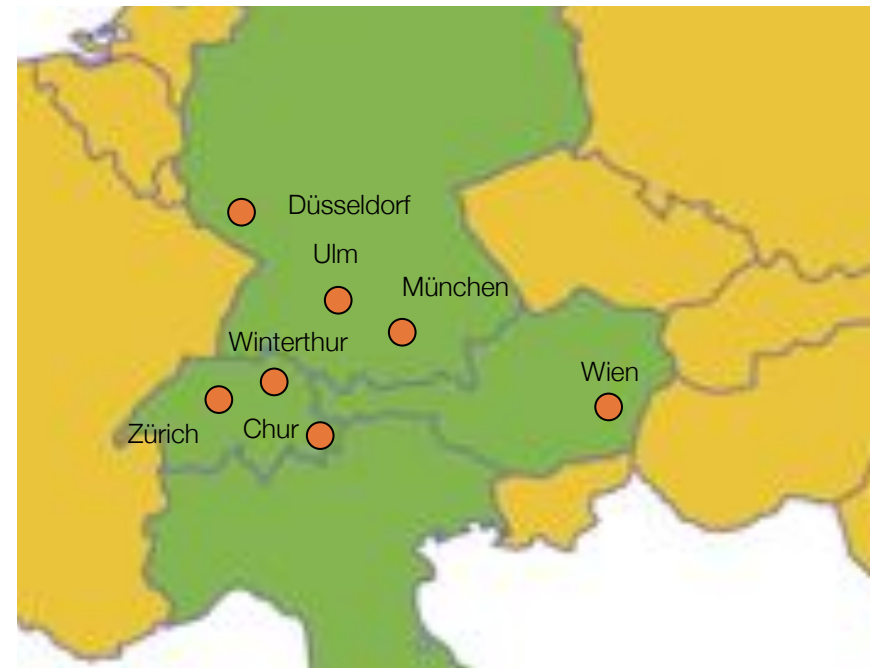 Düsseldorf
Ulm
München
Winterthur
Wien
Zürich
Chur